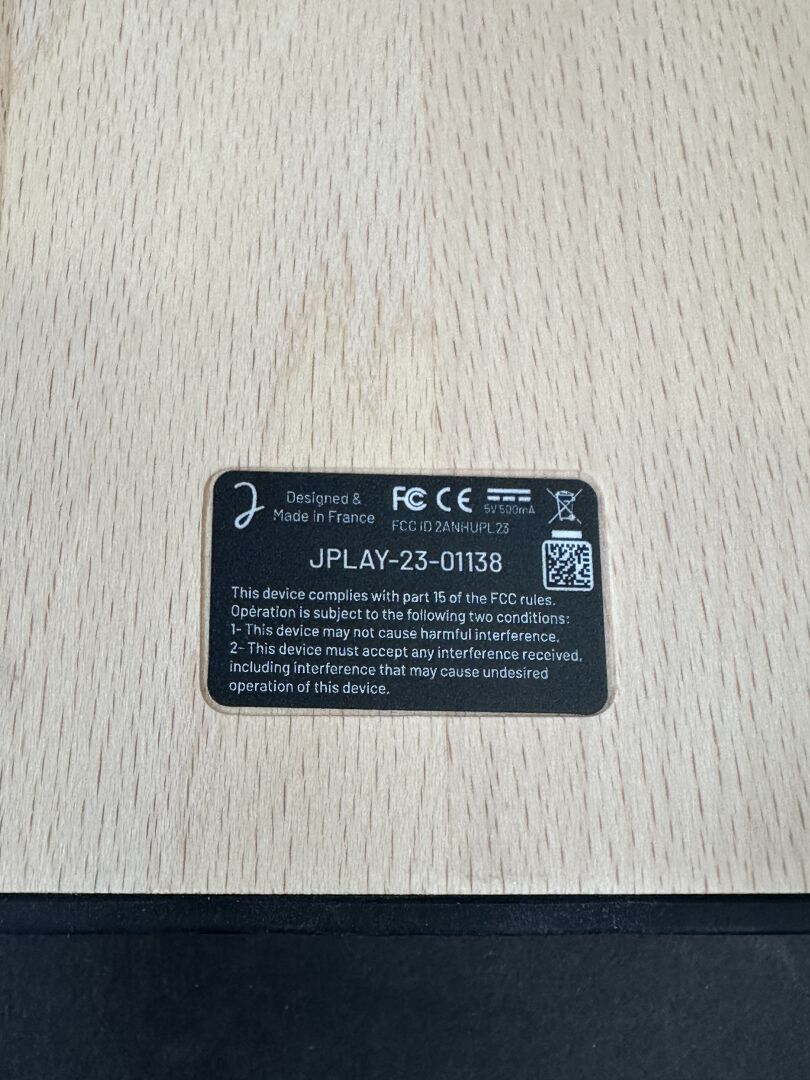 Designed &
Made in France
FC CE
5V 500mA
FCC ID 2ANHUPL23
JPLAY-23-01138
This device complies with part 15 of the FCC rules.
Opération is subject to the following two conditions:
1- This device may not cause harmful interference.
2- This device must accept any interference received,
including interference that may cause undesired
operation of this device.